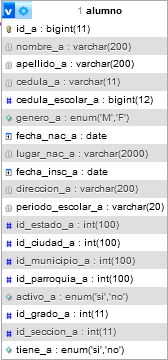 v 1 alumno
id_a : bigint(11)
nombre_a : varchar(200)
apellido_a : varchar(200)
cedula_a : varchar(11)
cedula_escolar_a : bigint(12)
genero_a : enum('M','F')
fecha_nac_a : date
lugar_nac_a : varchar(2000)
fecha_insc_a : date
direccion_a : varchar(200)
periodo_escolar_a : varchar(20)
id_estado_a : int(100)
id_ciudad_a : int(100)
id_municipio_a : int(100)
id_parroquia_a : int(100)
activo_a : enum('si','no')
id_grado_a : int(11)
id_seccion_a : int(11)
tiene_a : enum('si','no')